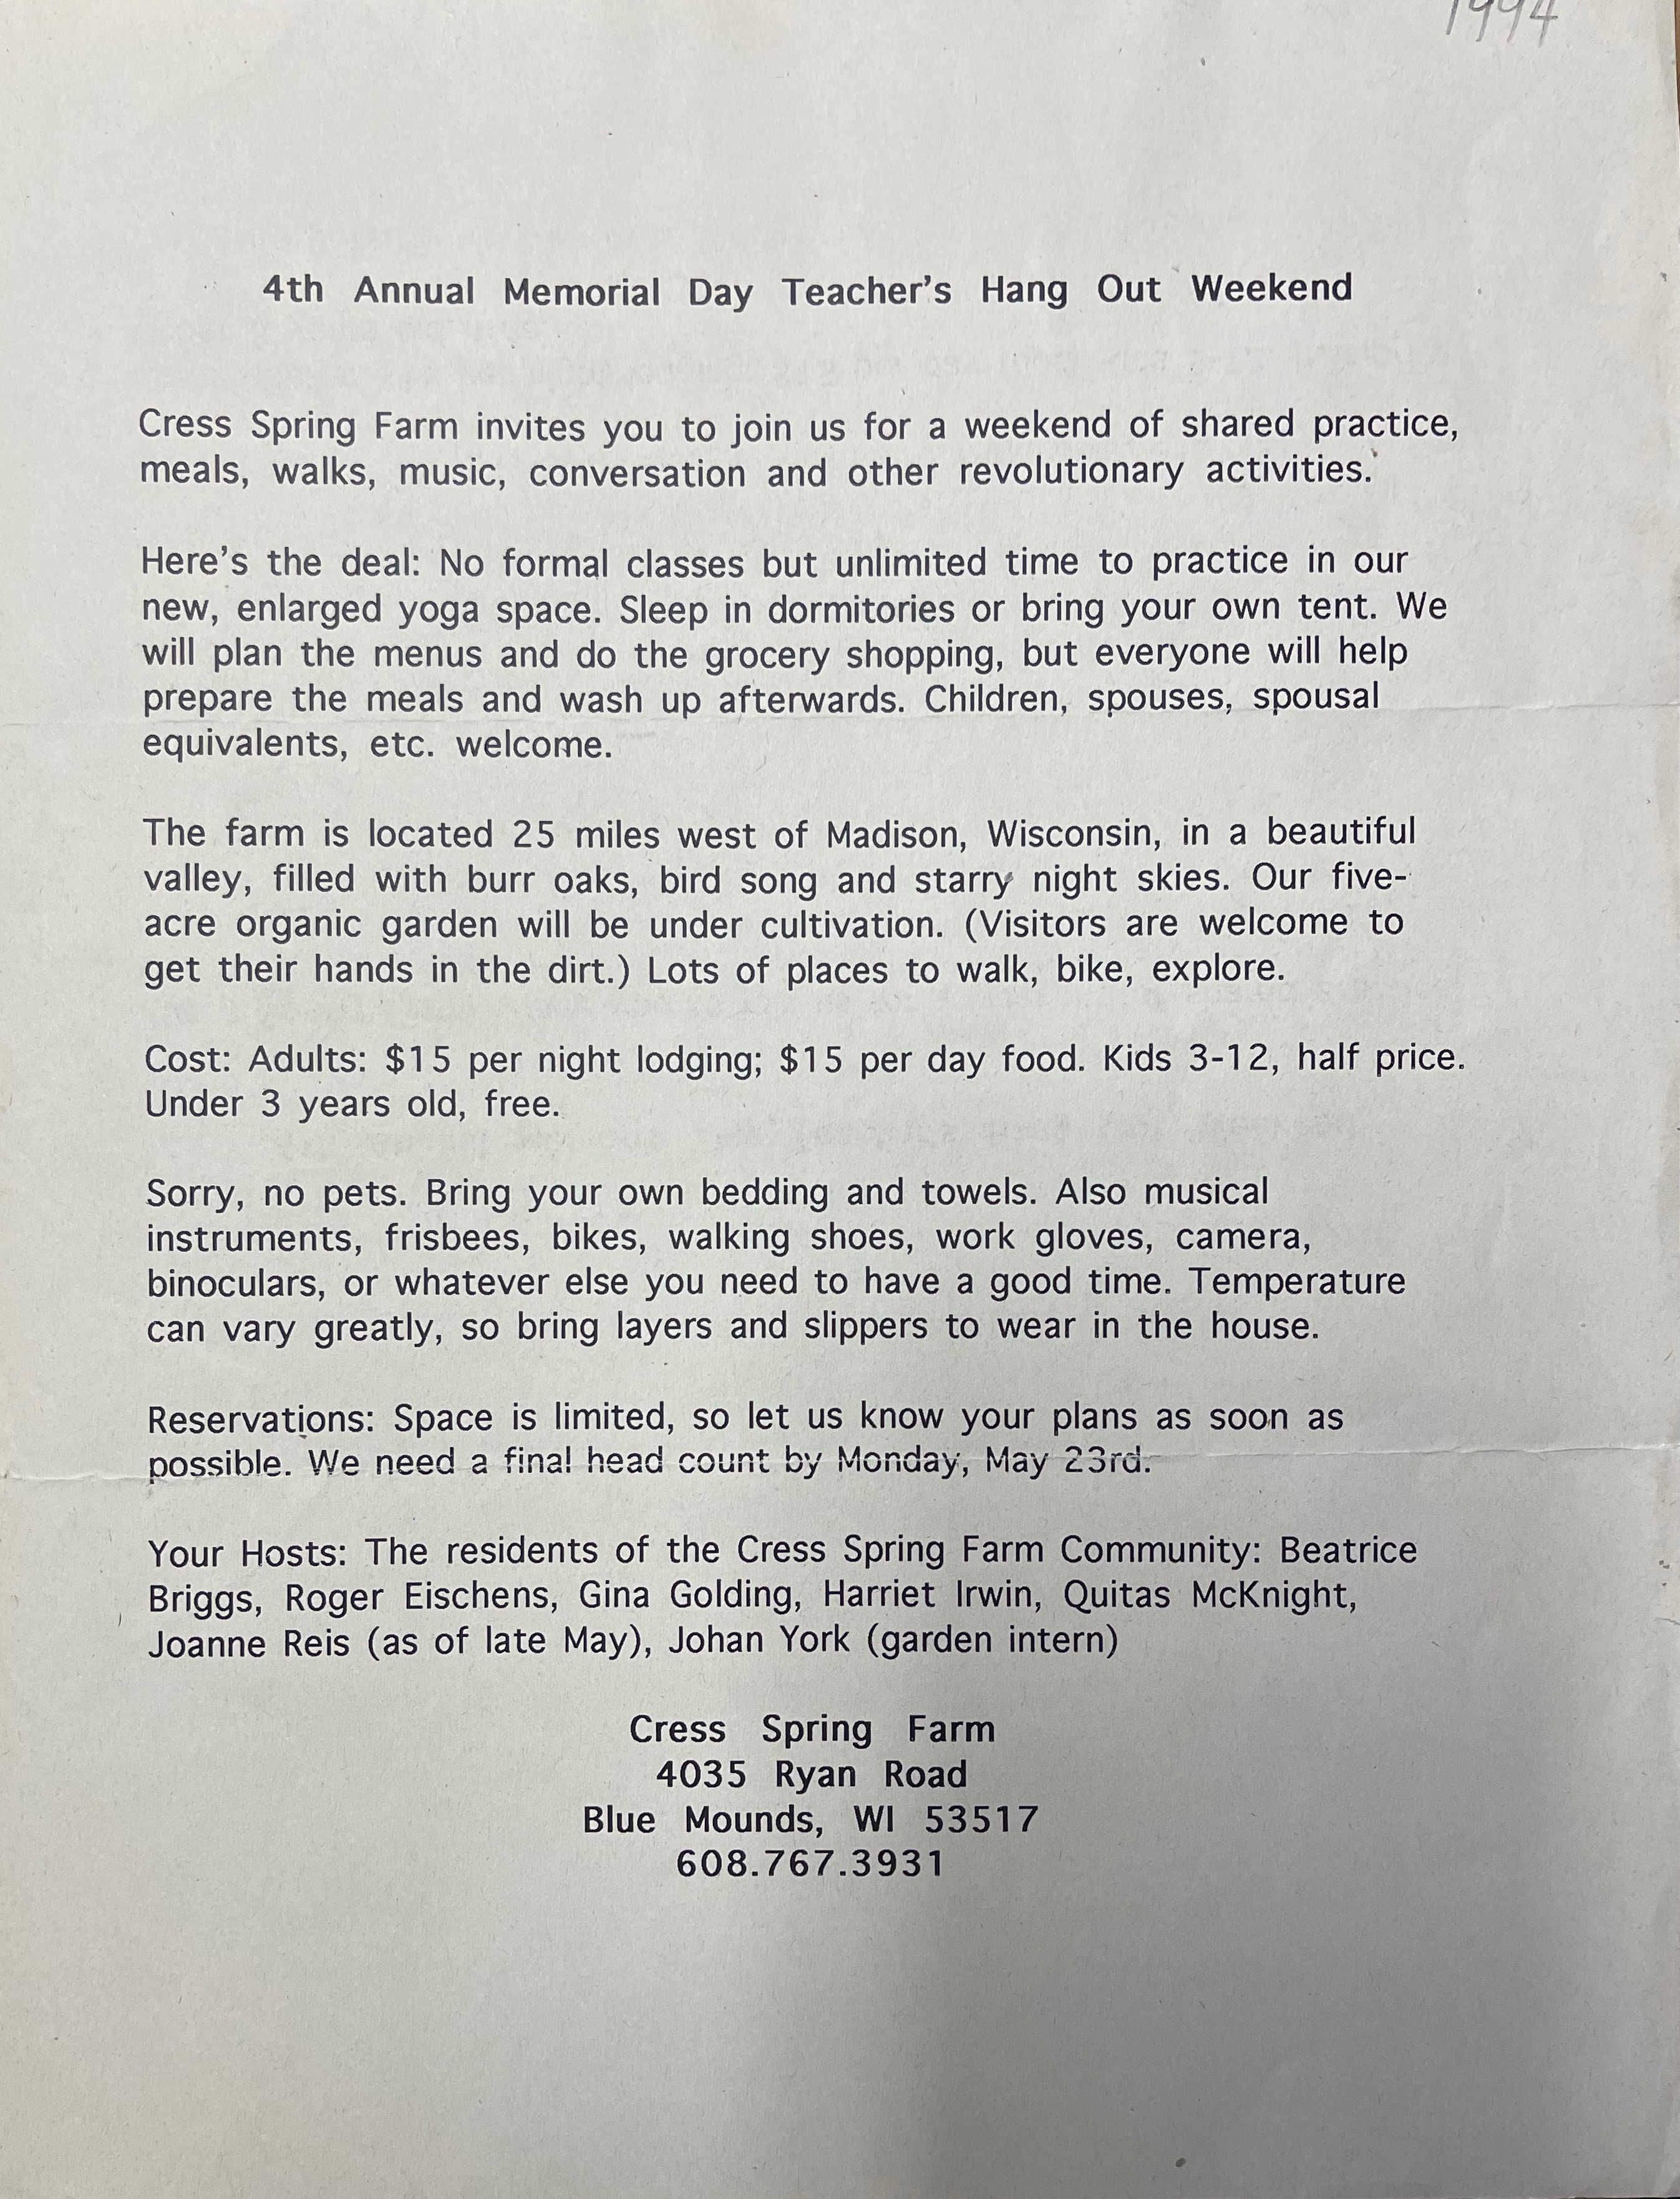 1994
4th Annual Memorial Day Teacher's Hang Out Weekend
Cress Spring Farm invites you to join us for a weekend of shared practice,
meals, walks, music, conversation and other revolutionary activities.
Here's the deal: No formal classes but unlimited time to practice in our
new, enlarged yoga space. Sleep in dormitories or bring your own tent. We
will plan the menus and do the grocery shopping, but everyone will help
prepare the meals and wash up afterwards. Children, spouses, spousal
equivalents, etc. welcome.
The farm is located 25 miles west of Madison, Wisconsin, in a beautiful
valley, filled with burr oaks, bird song and starry night skies. Our five-
acre organic garden will be under cultivation. (Visitors are welcome to
get their hands in the dirt.) Lots of places to walk, bike, explore.
Cost: Adults: $15 per night lodging; $15 per day food. Kids 3-12, half price.
Under 3 years old, free.
Sorry, no pets. Bring your own bedding and towels. Also musical
instruments, frisbees, bikes, walking shoes, work gloves, camera,
binoculars, or whatever else you need to have a good time. Temperature
can vary greatly, so bring layers and slippers to wear in the house.
Reservations: Space is limited, so let us know your plans as soon as
possible. We need a final head count by Monday, May 23rd.
Your Hosts: The residents of the Cress Spring Farm Community: Beatrice
Briggs, Roger Eischens, Gina Golding, Harriet Irwin, Quitas McKnight,
Joanne Reis (as of late May), Johan York (garden intern)
Cress Spring Farm
4035 Ryan Road
Blue Mounds, WI 53517
608.767.3931